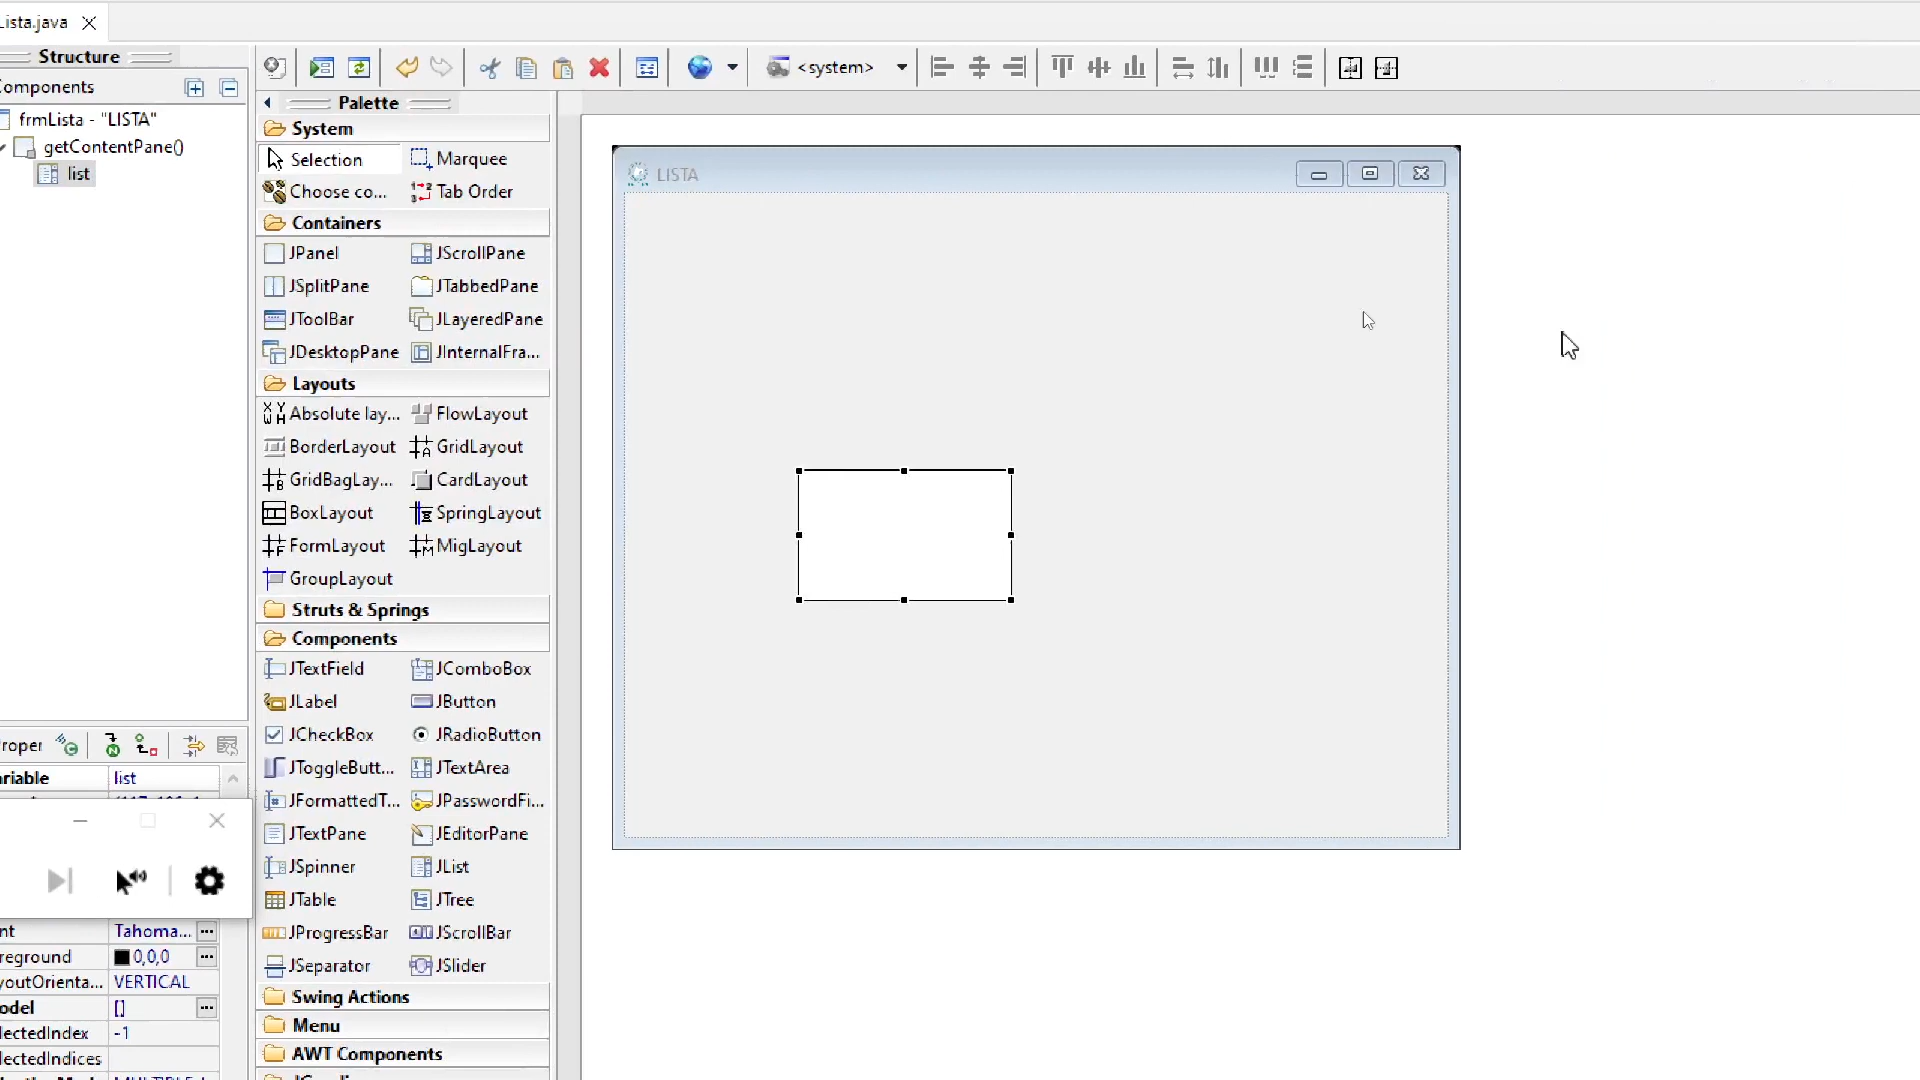 Lista.java
Structure
omponents
frmLista - "LISTA"
getContentPane()
list
<system>
Palette
System
Selection
Marquee
Choose co...
Tab Order
Containers
JPanel
JScrollPane
JSplitPane
JTabbedPane
JToolBar
JLayeredPane
JDesktopPane
JInternalFra...
Layouts
Absolute lay...
FlowLayout
BorderLayout
GridLayout
GridBagLay...
CardLayout
BoxLayout
SpringLayout
FormLayout
MigLayout
GroupLayout
Struts & Springs
Components
JTextField
JComboBox
JLabel
JButton
JCheckBox
JRadioButton
JToggleButt...
JTextArea
JFormattedT...
JPasswordFi...
JTextPane
JEditorPane
JSpinner
JList
JTable
JTree
JProgressBar
JScrollBar
JSeparator
JSlider
Swing Actions
Menu
AWT Components
LISTA
roper
ariable list
nt Tahoma... ...
reground 0,0,0 ...
youtOrienta... VERTICAL
odel [] ...
lectedIndex -1
lectedIndices